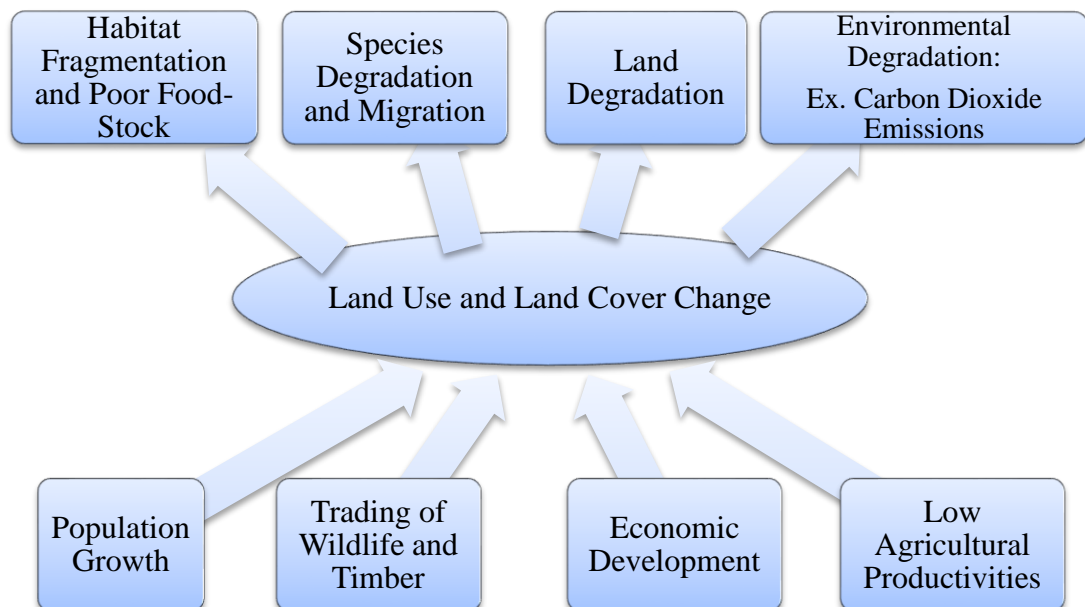 Habitat
Fragmentation
and Poor Food-
Stock
Species
Degradation
and Migration
Land
Degradation
Environmental
Degradation:
Ex. Carbon Dioxide
Emissions
Land Use and Land Cover Change
Population
Growth
Trading of
Wildlife and
Timber
Economic
Development
Low
Agricultural
Productivities